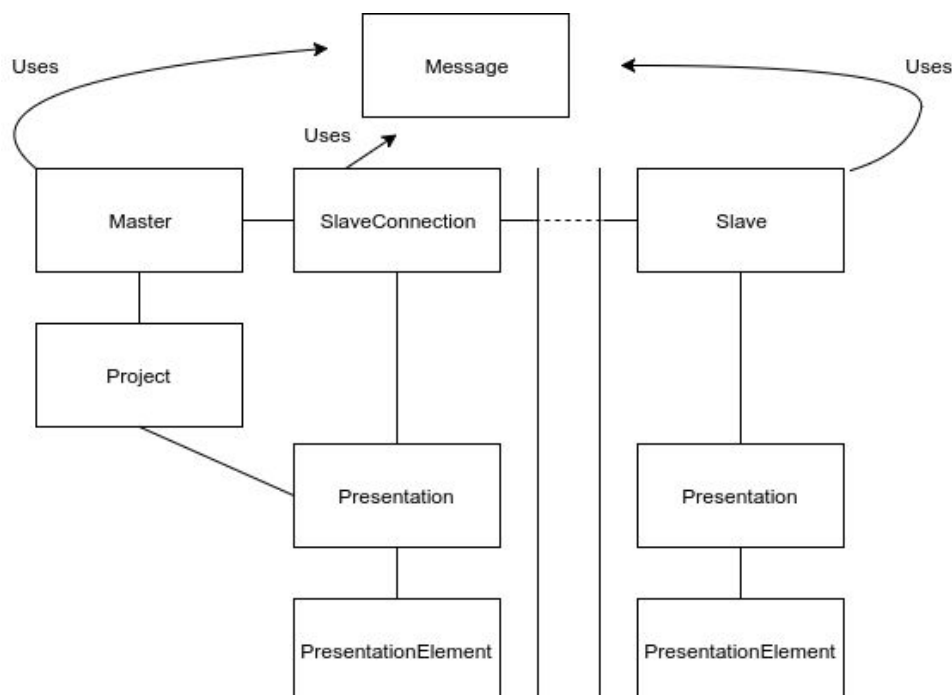 Message
Uses
Uses
Uses
Master
SlaveConnection
Slave
Project
Presentation
Presentation
PresentationElement
PresentationElement